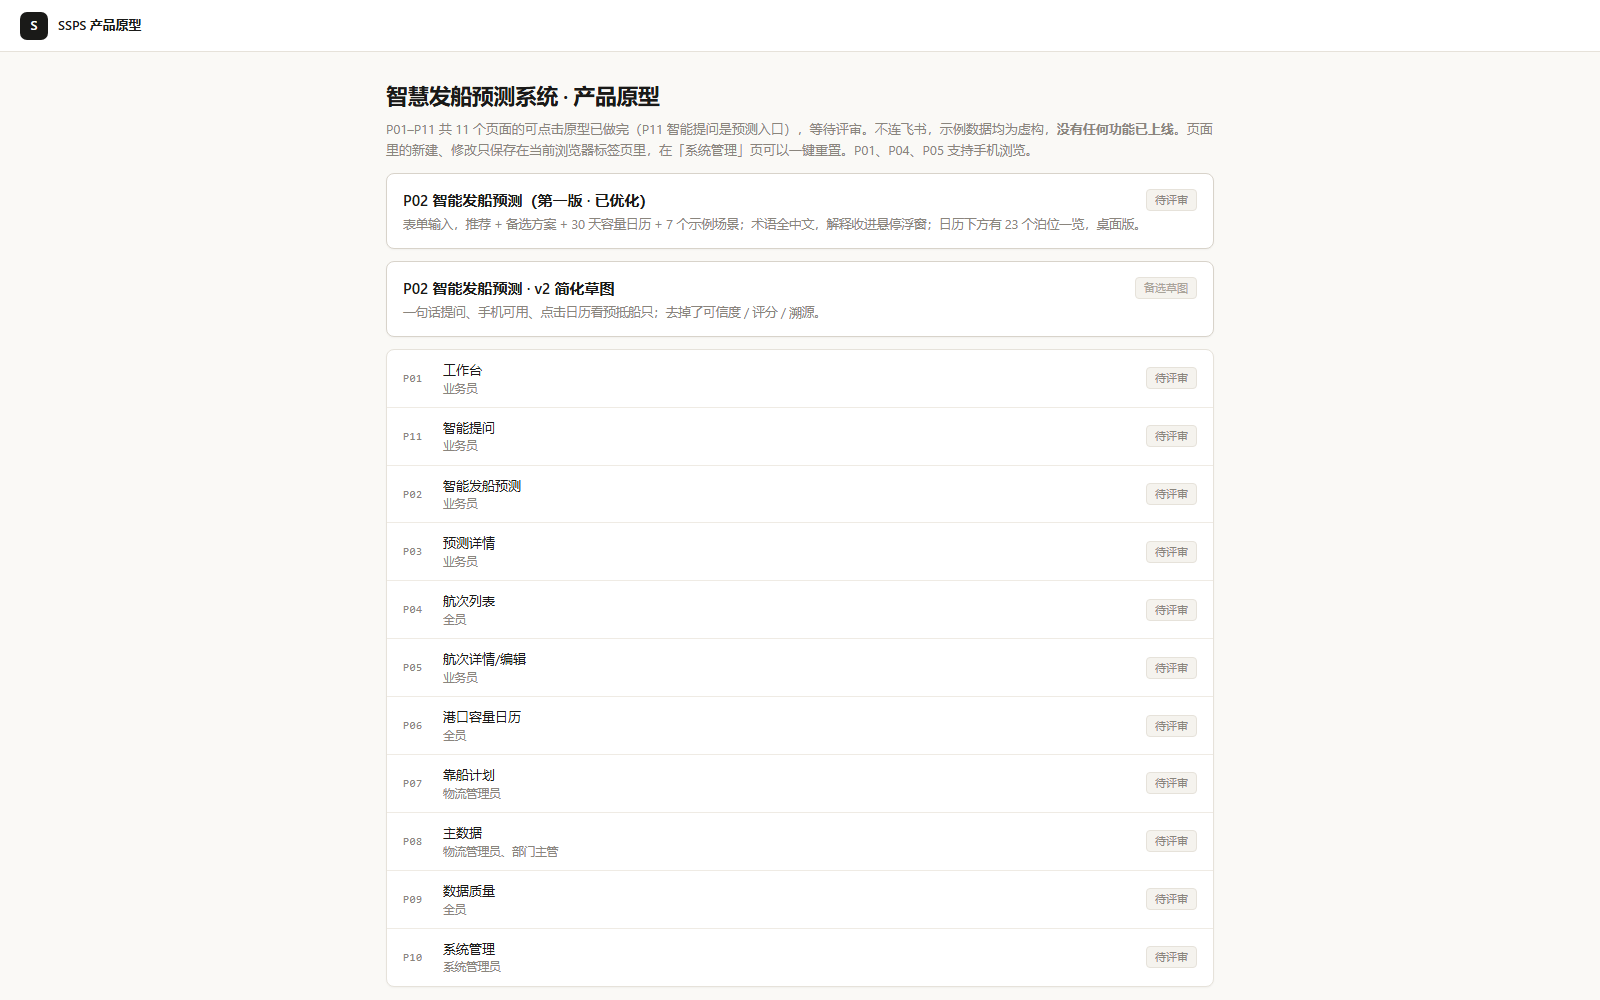 S
SSPS 产品原型
智慧发船预测系统 · 产品原型
P01–P11 共 11 个页面的可点击原型已做完（P11 智能提问是预测入口），等待评审。不连飞书，示例数据均为虚构，没有任何功能已上线。页面
里的新建、修改只保存在当前浏览器标签页里，在「系统管理」页可以一键重置。P01、P04、P05 支持手机浏览。
P02 智能发船预测（第一版 · 已优化）
待评审
表单输入，推荐 + 备选方案 + 30 天容量日历 + 7 个示例场景；术语全中文，解释收进悬停浮窗；日历下方有 23 个泊位一览，桌面版。
P02 智能发船预测 · v2 简化草图
备选草图
一句话提问、手机可用、点击日历看预抵船只；去掉了可信度 / 评分 / 溯源。
P01
工作台
业务员
待评审
P11
智能提问
业务员
待评审
P02
智能发船预测
业务员
待评审
P03
预测详情
业务员
待评审
P04
航次列表
全员
待评审
P05
航次详情/编辑
业务员
待评审
P06
港口容量日历
全员
待评审
P07
靠船计划
物流管理员
待评审
P08
主数据
物流管理员、部门主管
待评审
P09
数据质量
全员
待评审
P10
系统管理
系统管理员
待评审